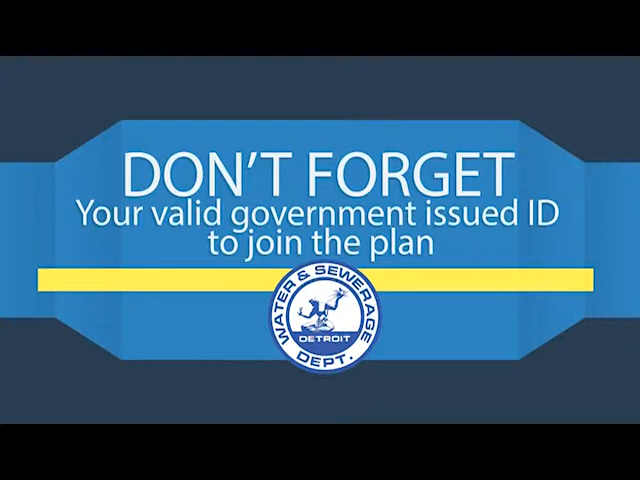 DON'T FORGET
Your valid government issued ID
to join the plan
WATER & SEWERAGE
DETROIT
DEPT.